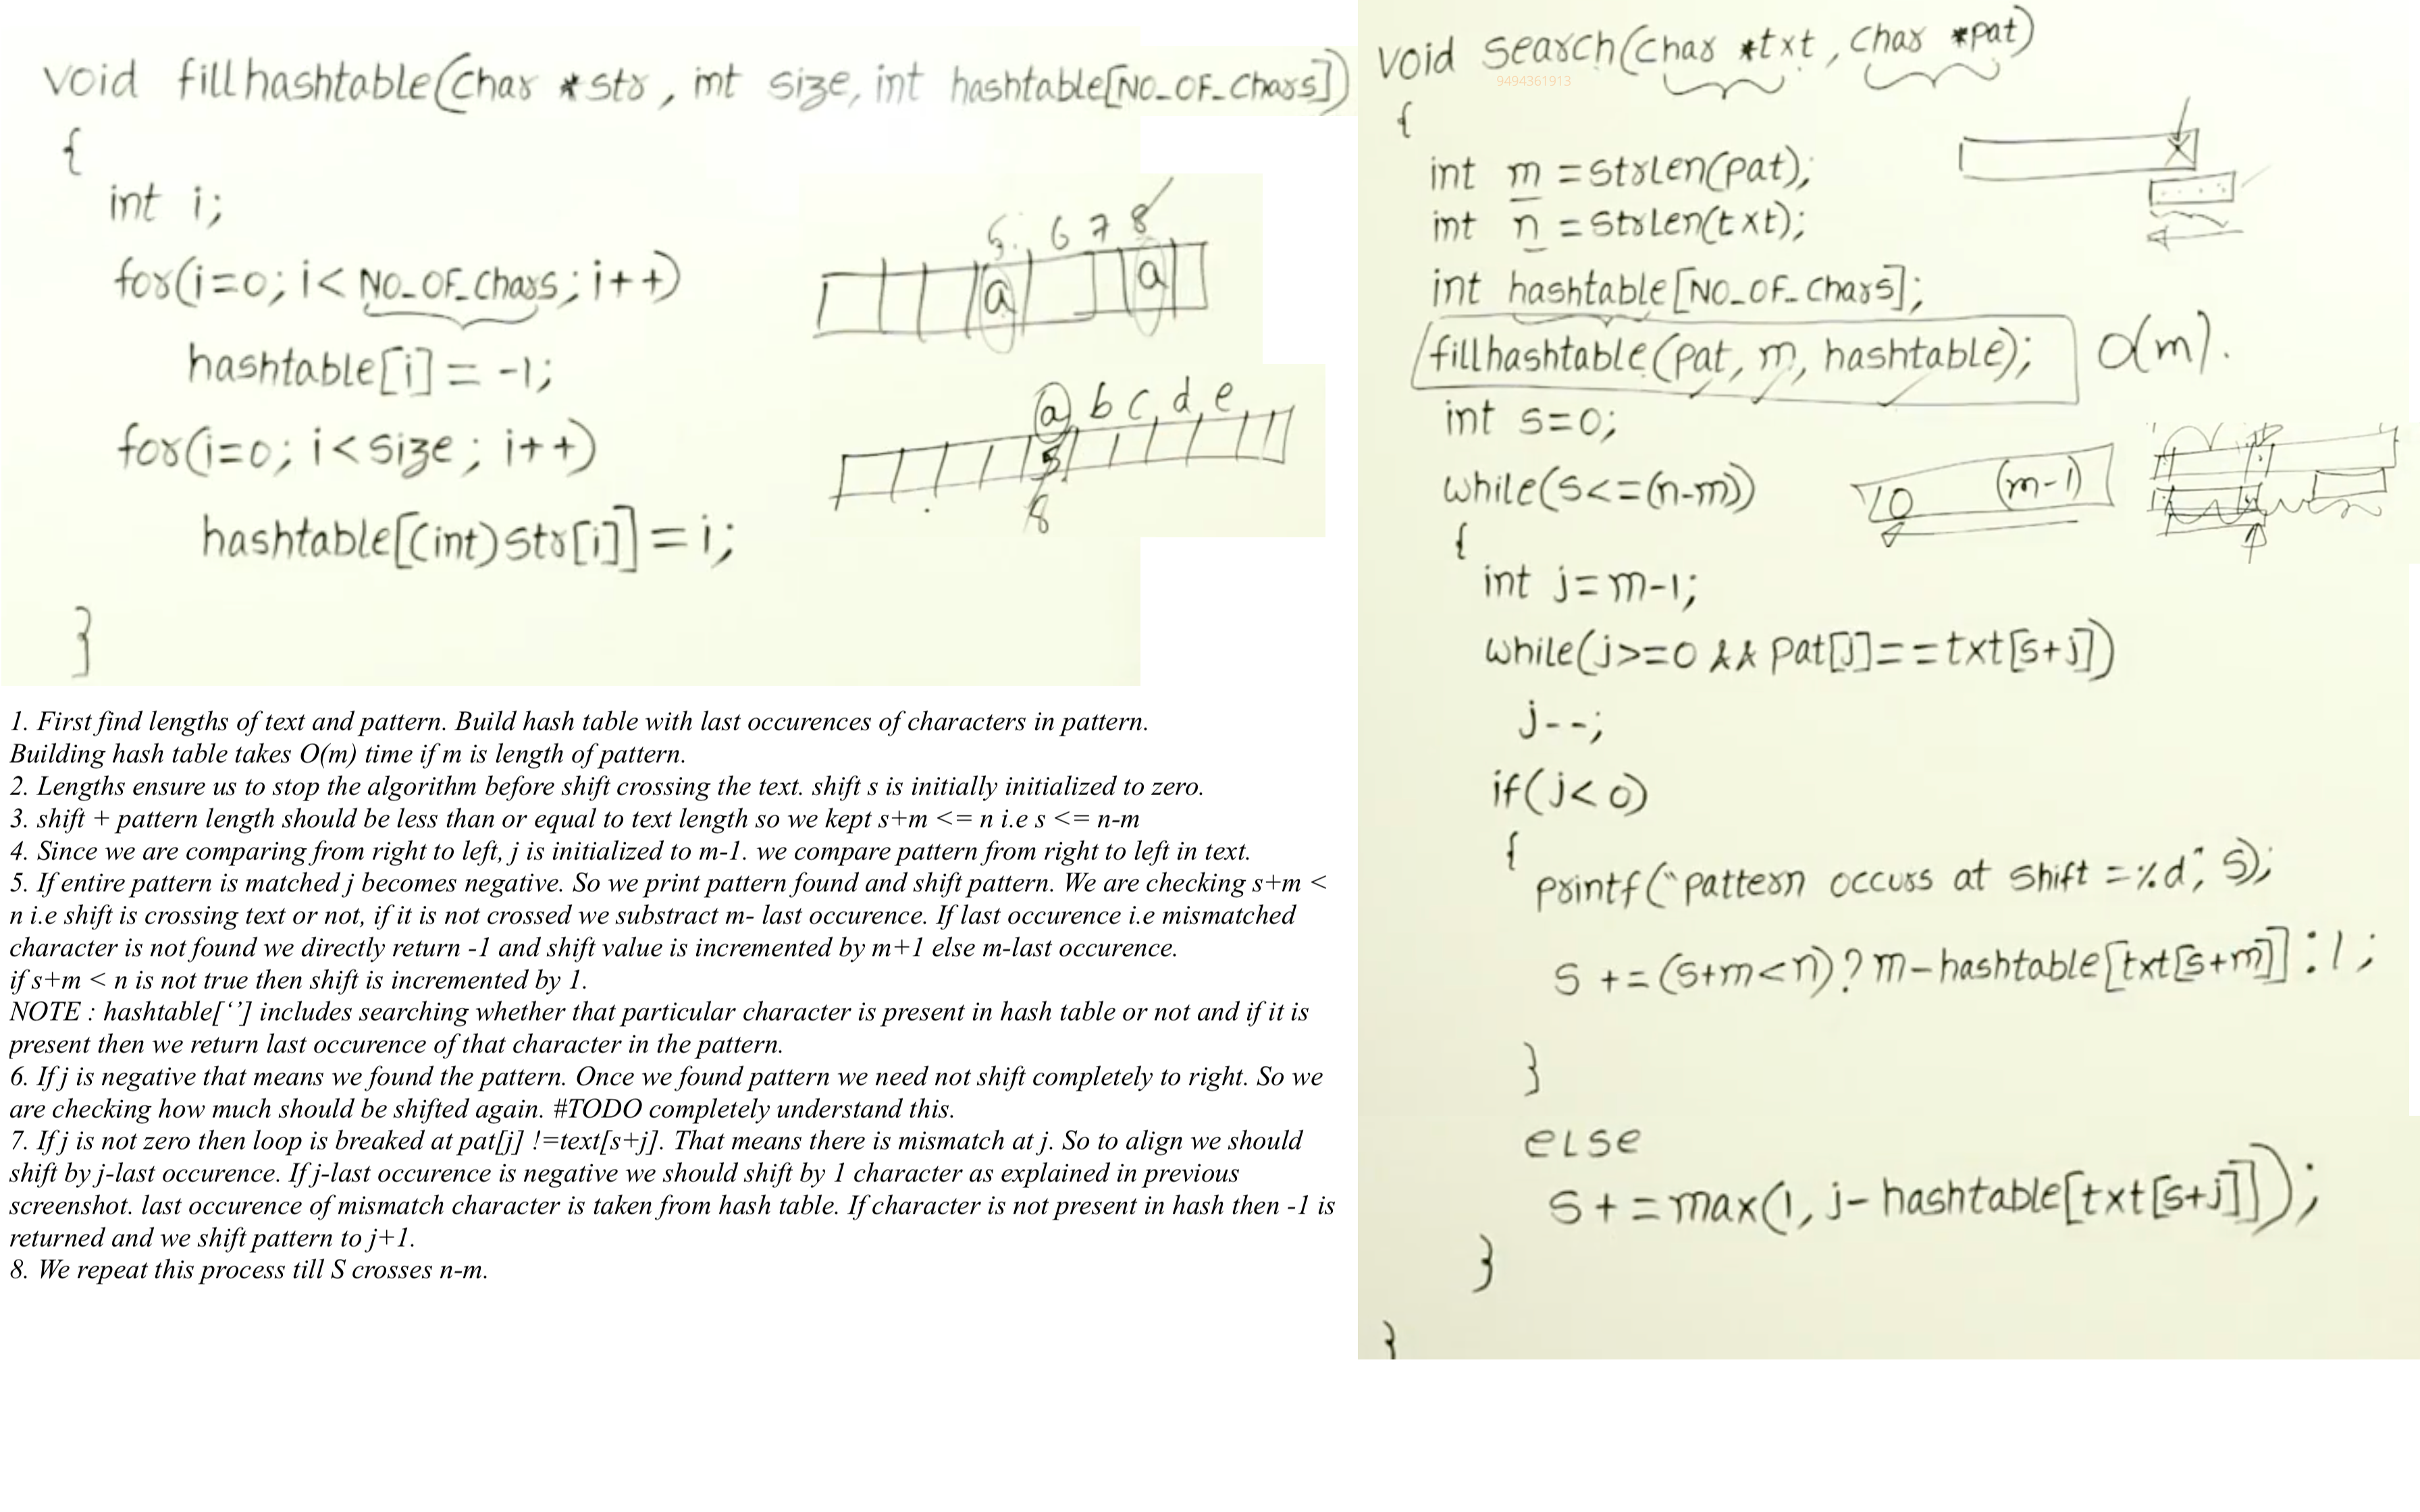 void fillhashtable(char *str, int size, int hashtable[NO_OF_Chars])
{
int i;
for(i=0; i< NO_OF_Chars; i++)
hashtable[i] = -1;
for(i=0; i<size; i++)
hashtable[(int)str[i]] = i;
}
5 6 7 8
a a
a b c, d, e,
5
8
1. First find lengths of text and pattern. Build hash table with last occurences of characters in pattern.
Building hash table takes O(m) time if m is length of pattern.
2. Lengths ensure us to stop the algorithm before shift crossing the text. shift s is initially initialized to zero.
3. shift + pattern length should be less than or equal to text length so we kept s+m <= n i.e s <= n-m
4. Since we are comparing from right to left, j is initialized to m-1. we compare pattern from right to left in text.
5. If entire pattern is matched j becomes negative. So we print pattern found and shift pattern. We are checking s+m <
n i.e shift is crossing text or not, if it is not crossed we substract m- last occurence. If last occurence i.e mismatched
character is not found we directly return -1 and shift value is incremented by m+1 else m-last occurence.
if s+m < n is not true then shift is incremented by 1.
NOTE : hashtable[‘’] includes searching whether that particular character is present in hash table or not and if it is
present then we return last occurence of that character in the pattern.
6. If j is negative that means we found the pattern. Once we found pattern we need not shift completely to right. So we
are checking how much should be shifted again. #TODO completely understand this.
7. If j is not zero then loop is breaked at pat[j] !=text[s+j]. That means there is mismatch at j. So to align we should
shift by j-last occurence. If j-last occurence is negative we should shift by 1 character as explained in previous
screenshot. last occurence of mismatch character is taken from hash table. If character is not present in hash then -1 is
returned and we shift pattern to j+1.
8. We repeat this process till S crosses n-m.
void search(char *txt, char *pat)
9494361913
{
int m = strlen(pat);
int n = strlen(txt);
int hashtable[NO_OF_Chars];
fillhashtable(pat, m, hashtable); O(m).
int s=0;
while(s<=(n-m))
0 (m-1)
{
int j=m-1;
while(j>=0 && pat[j]==txt[s+j])
j--;
if(j<0)
{
printf("pattern occurs at shift =%d", s);
s += (s+m<n)? m-hashtable[txt[s+m]] : 1;
}
else
s += max(1, j-hashtable[txt[s+j]]);
}
}